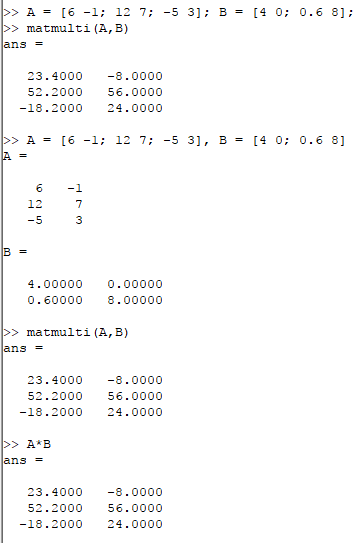 >> A = [6 -1; 12 7; -5 3]; B = [4 0; 0.6 8];
>> matmulti(A,B)
ans =
23.4000 -8.0000
52.2000 56.0000
-18.2000 24.0000
>> A = [6 -1; 12 7; -5 3], B = [4 0; 0.6 8]
A =
6 -1
12 7
-5 3
B =
4.00000 0.00000
0.60000 8.00000
>> matmulti(A,B)
ans =
23.4000 -8.0000
52.2000 56.0000
-18.2000 24.0000
>> A*B
ans =
23.4000 -8.0000
52.2000 56.0000
-18.2000 24.0000